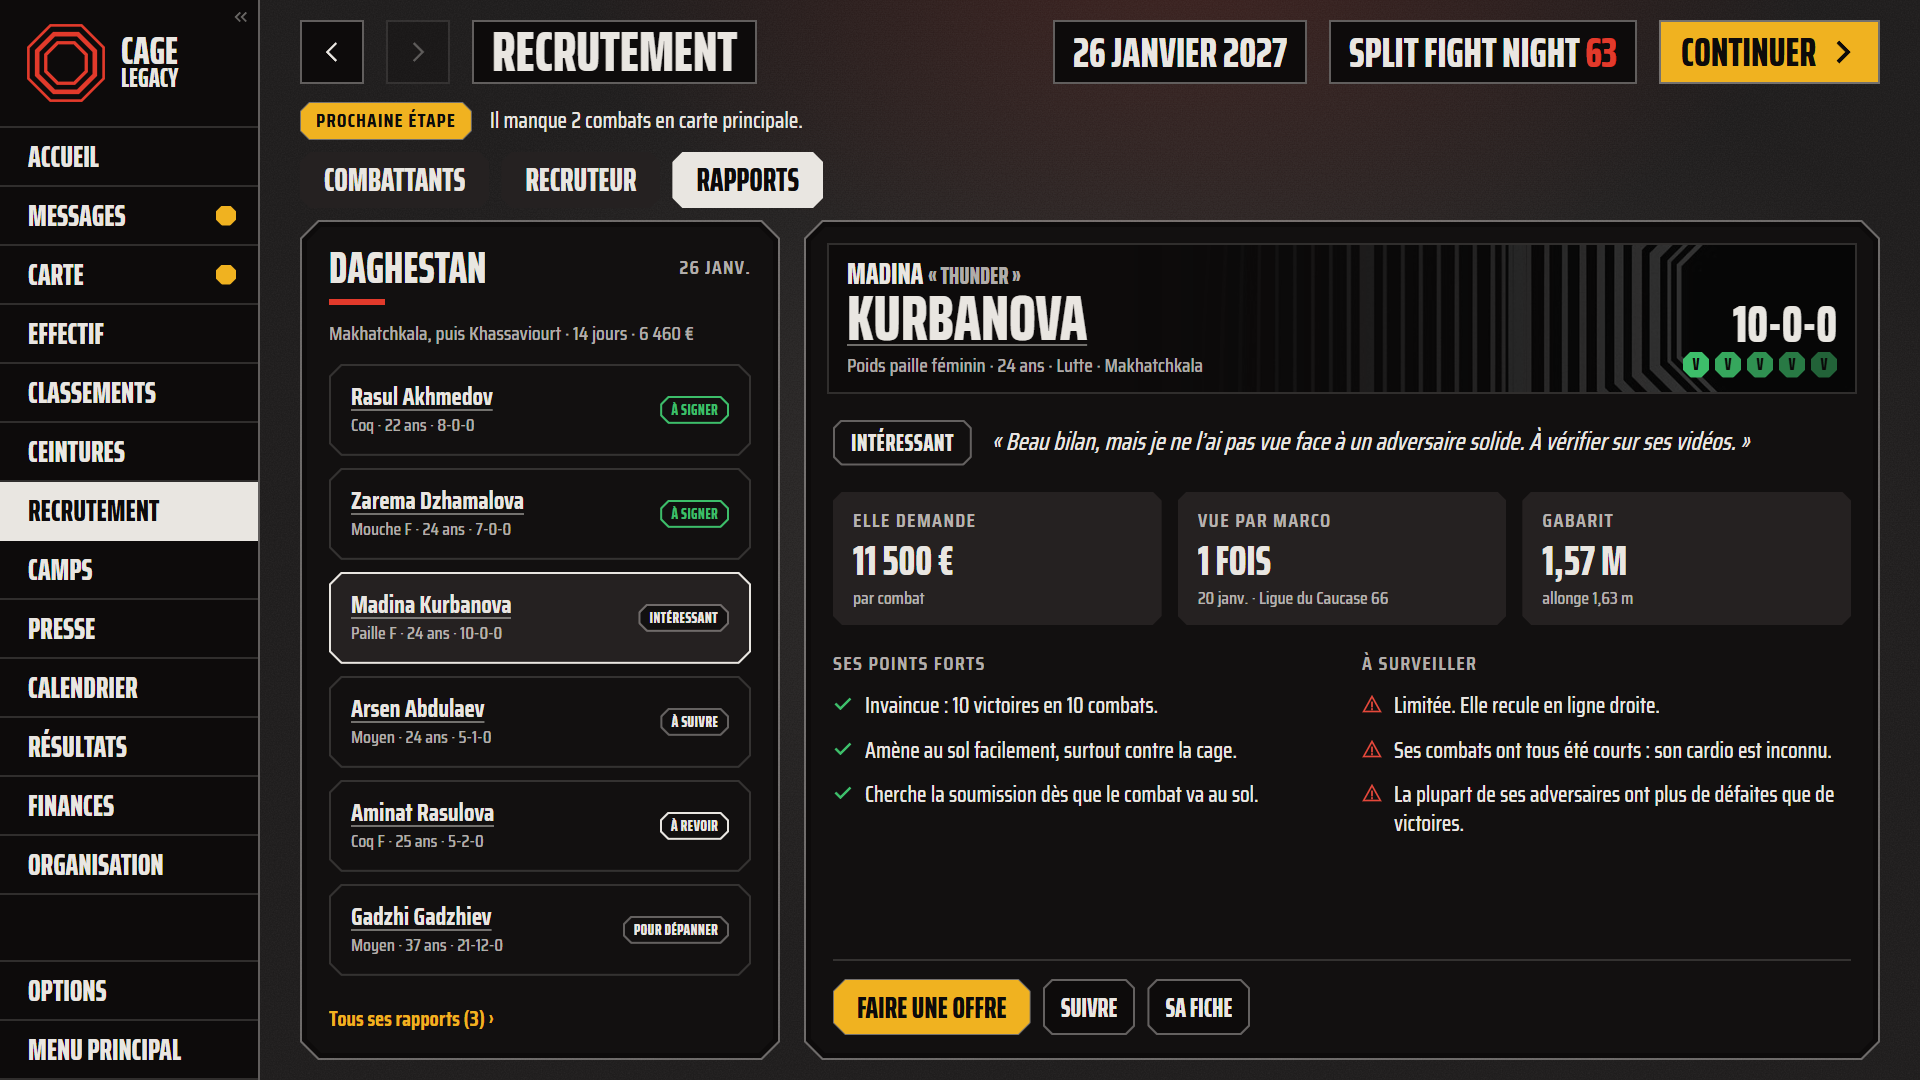 CAGE
LEGACY
«
ACCUEIL
MESSAGES
CARTE
EFFECTIF
CLASSEMENTS
CEINTURES
RECRUTEMENT
CAMPS
PRESSE
CALENDRIER
RÉSULTATS
FINANCES
ORGANISATION
OPTIONS
MENU PRINCIPAL
RECRUTEMENT
26 JANVIER 2027
SPLIT FIGHT NIGHT 63
CONTINUER
PROCHAINE ÉTAPE
Il manque 2 combats en carte principale.
COMBATTANTS
RECRUTEUR
RAPPORTS
DAGHESTAN
26 JANV.
Makhatchkala, puis Khassaviourt · 14 jours · 6 460 €
Rasul Akhmedov
Coq · 22 ans · 8-0-0
À SIGNER
Zarema Dzhamalova
Mouche F · 24 ans · 7-0-0
À SIGNER
Madina Kurbanova
Paille F · 24 ans · 10-0-0
INTÉRESSANT
Arsen Abdulaev
Moyen · 24 ans · 5-1-0
À SUIVRE
Aminat Rasulova
Coq F · 25 ans · 5-2-0
À REVOIR
Gadzhi Gadzhiev
Moyen · 37 ans · 21-12-0
POUR DÉPANNER
Tous ses rapports (3) ›
MADINA « THUNDER »
KURBANOVA
Poids paille féminin · 24 ans · Lutte · Makhatchkala
10-0-0
V V V V V
INTÉRESSANT
« Beau bilan, mais je ne l'ai pas vue face à un adversaire solide. À vérifier sur ses vidéos. »
ELLE DEMANDE
11 500 €
par combat
VUE PAR MARCO
1 FOIS
20 janv. · Ligue du Caucase 66
GABARIT
1,57 M
allonge 1,63 m
SES POINTS FORTS
Invaincue : 10 victoires en 10 combats.
Amène au sol facilement, surtout contre la cage.
Cherche la soumission dès que le combat va au sol.
À SURVEILLER
Limitée. Elle recule en ligne droite.
Ses combats ont tous été courts : son cardio est inconnu.
La plupart de ses adversaires ont plus de défaites que de
victoires.
FAIRE UNE OFFRE
SUIVRE
SA FICHE